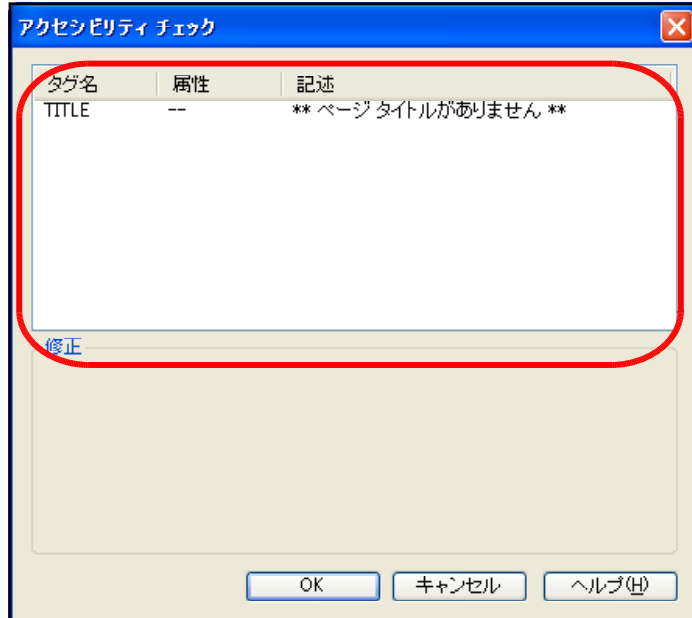 アクセシビリティ チェック
タグ名 属性 記述
TITLE -- ** ページ タイトルがありません **
修正
OK キャンセル ヘルプ(H)